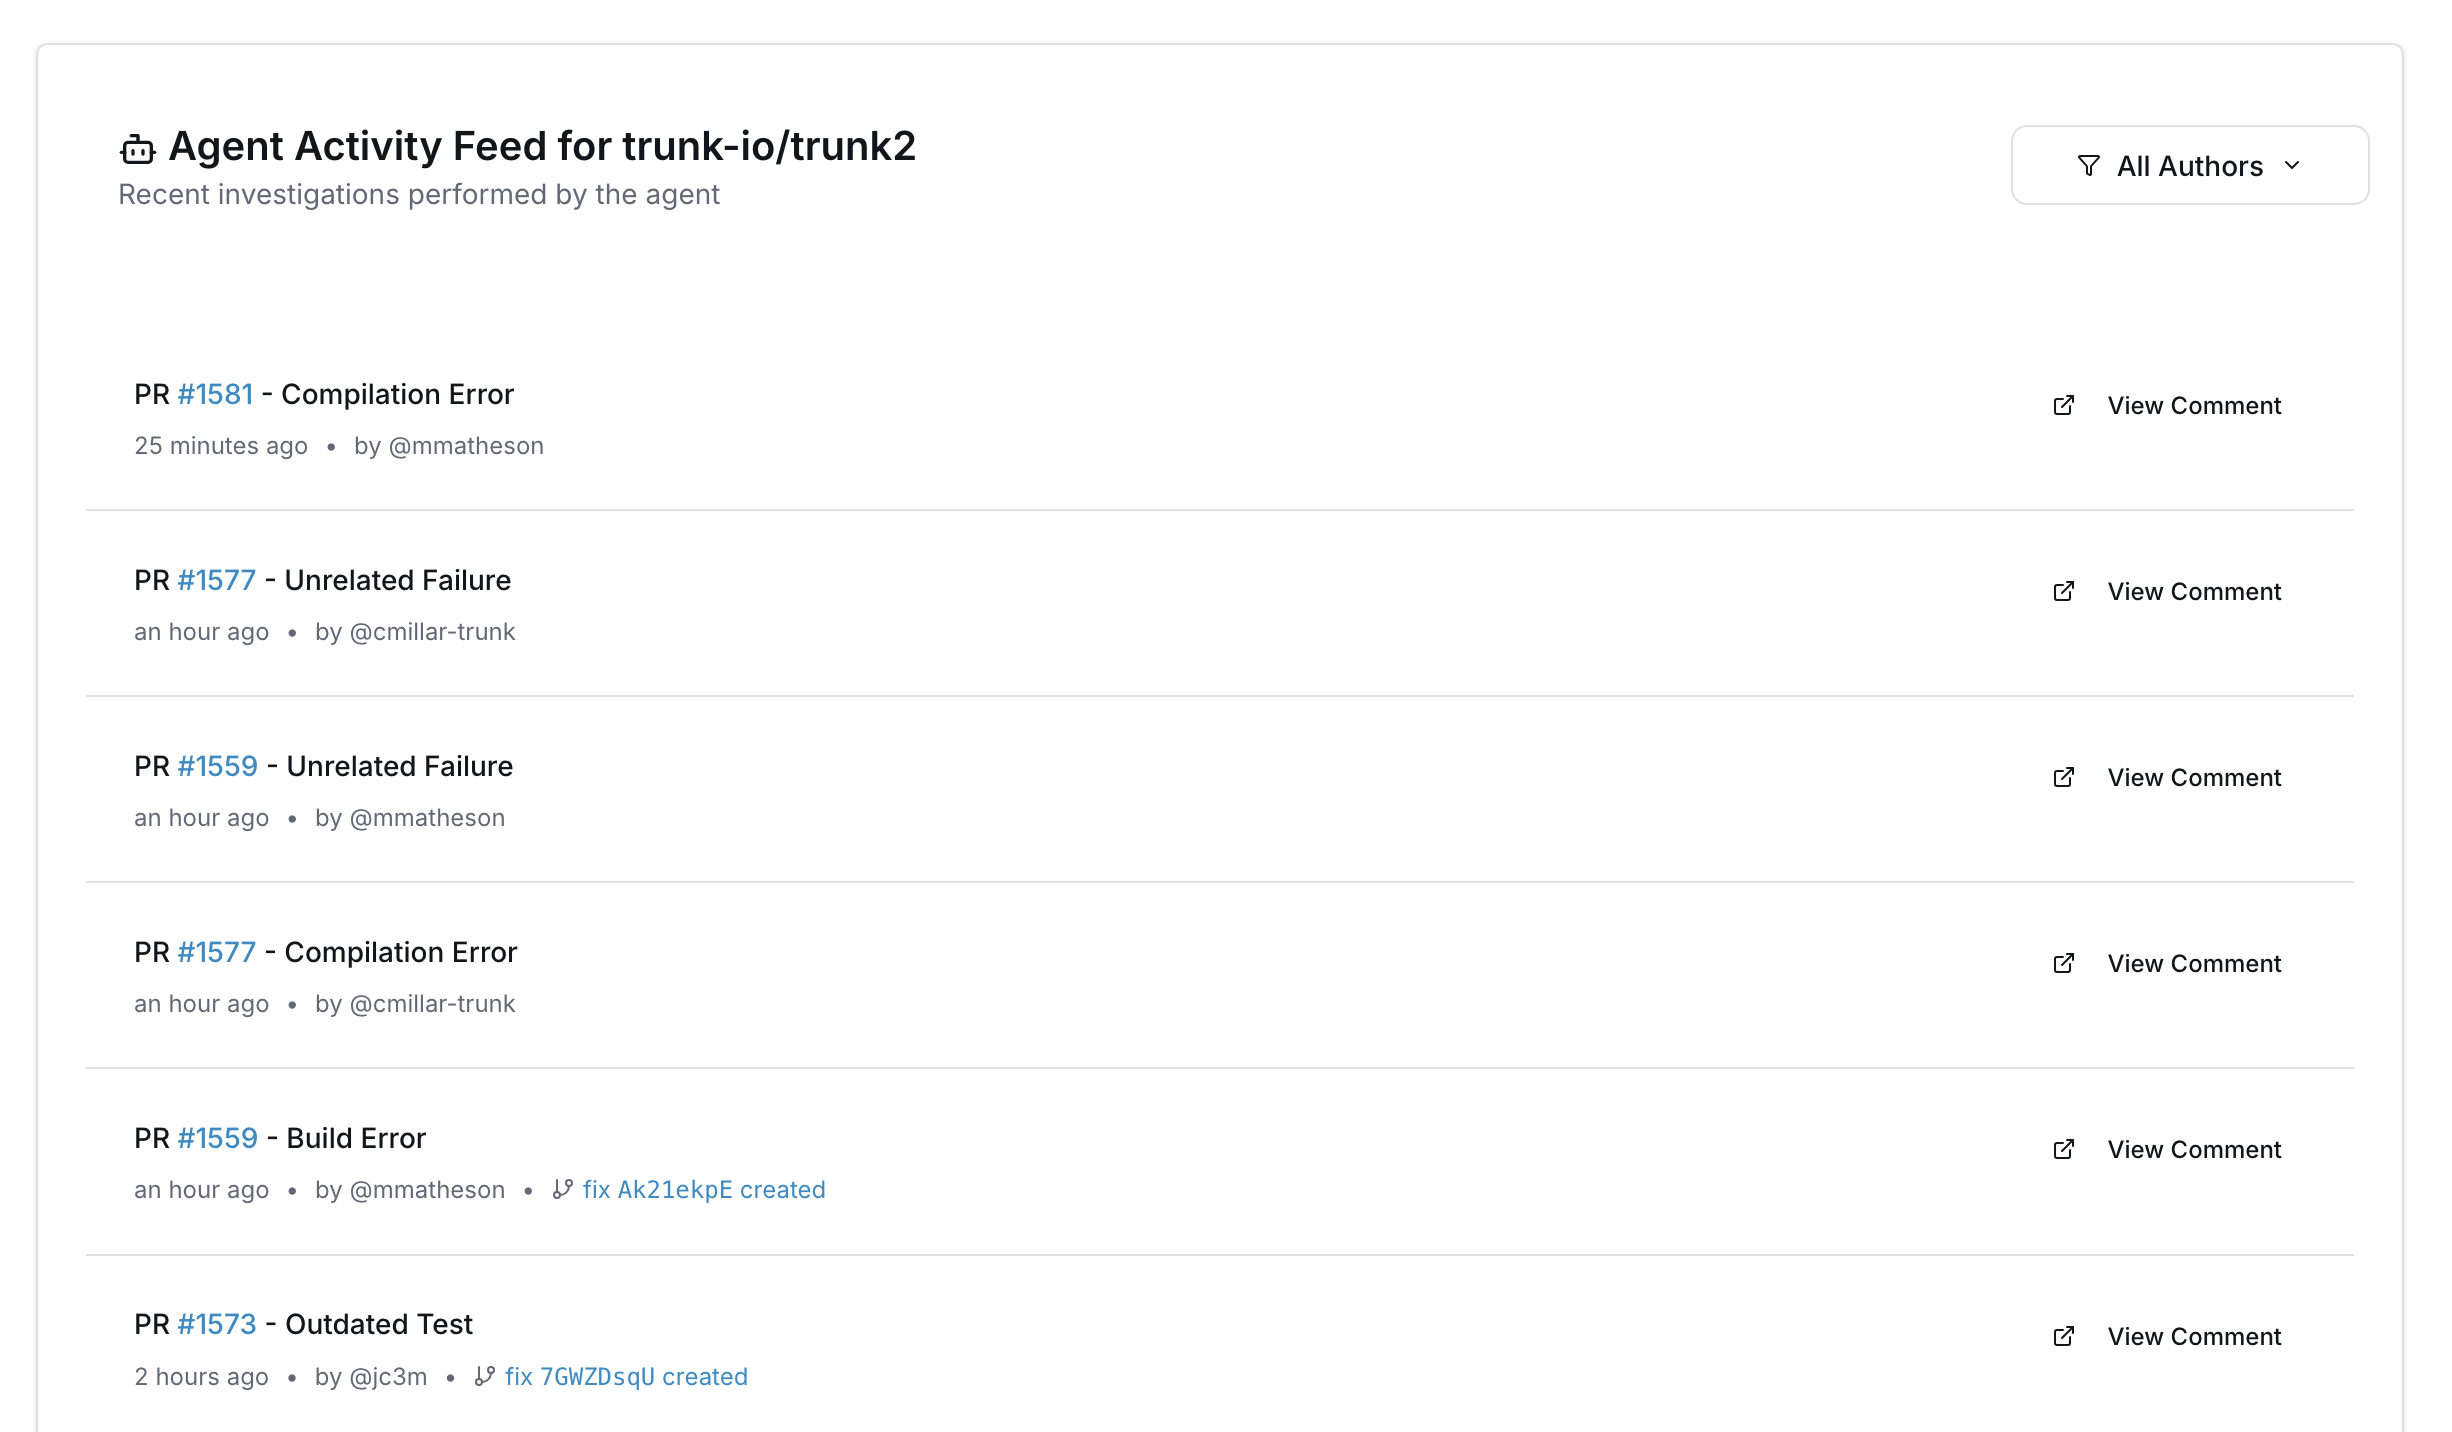 Agent Activity Feed for trunk-io/trunk2
Recent investigations performed by the agent
All Authors
PR #1581 - Compilation Error
25 minutes ago • by @mmatheson
View Comment
PR #1577 - Unrelated Failure
an hour ago • by @cmillar-trunk
View Comment
PR #1559 - Unrelated Failure
an hour ago • by @mmatheson
View Comment
PR #1577 - Compilation Error
an hour ago • by @cmillar-trunk
View Comment
PR #1559 - Build Error
an hour ago • by @mmatheson • fix Ak21ekpE created
View Comment
PR #1573 - Outdated Test
2 hours ago • by @jc3m • fix 7GWZDsqU created
View Comment